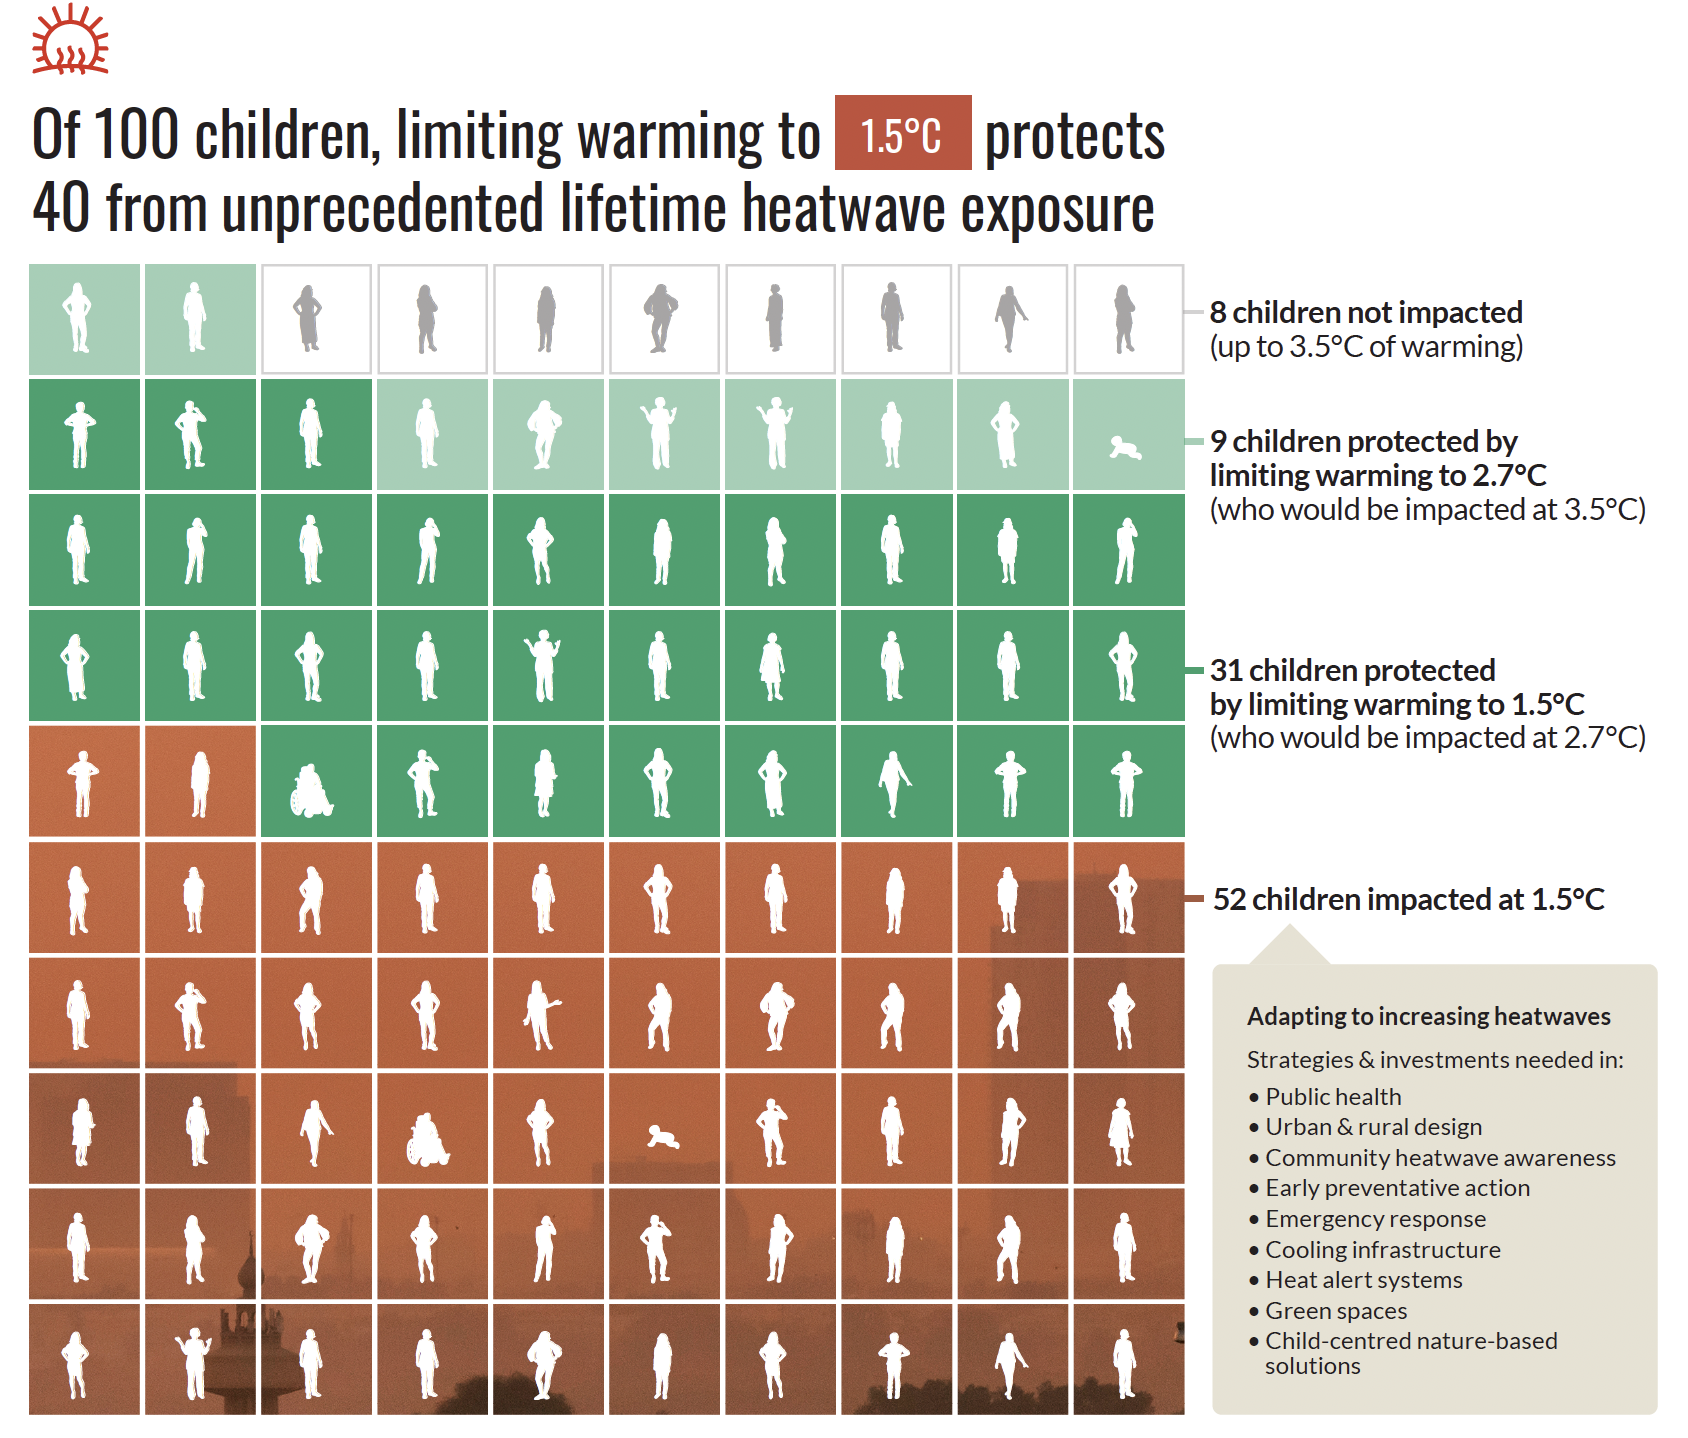 Of 100 children, limiting warming to 1.5°C protects
40 from unprecedented lifetime heatwave exposure
8 children not impacted
(up to 3.5°C of warming)
9 children protected by
limiting warming to 2.7°C
(who would be impacted at 3.5°C)
31 children protected
by limiting warming to 1.5°C
(who would be impacted at 2.7°C)
52 children impacted at 1.5°C
Adapting to increasing heatwaves
Strategies & investments needed in:
• Public health
• Urban & rural design
• Community heatwave awareness
• Early preventative action
• Emergency response
• Cooling infrastructure
• Heat alert systems
• Green spaces
• Child-centred nature-based
solutions